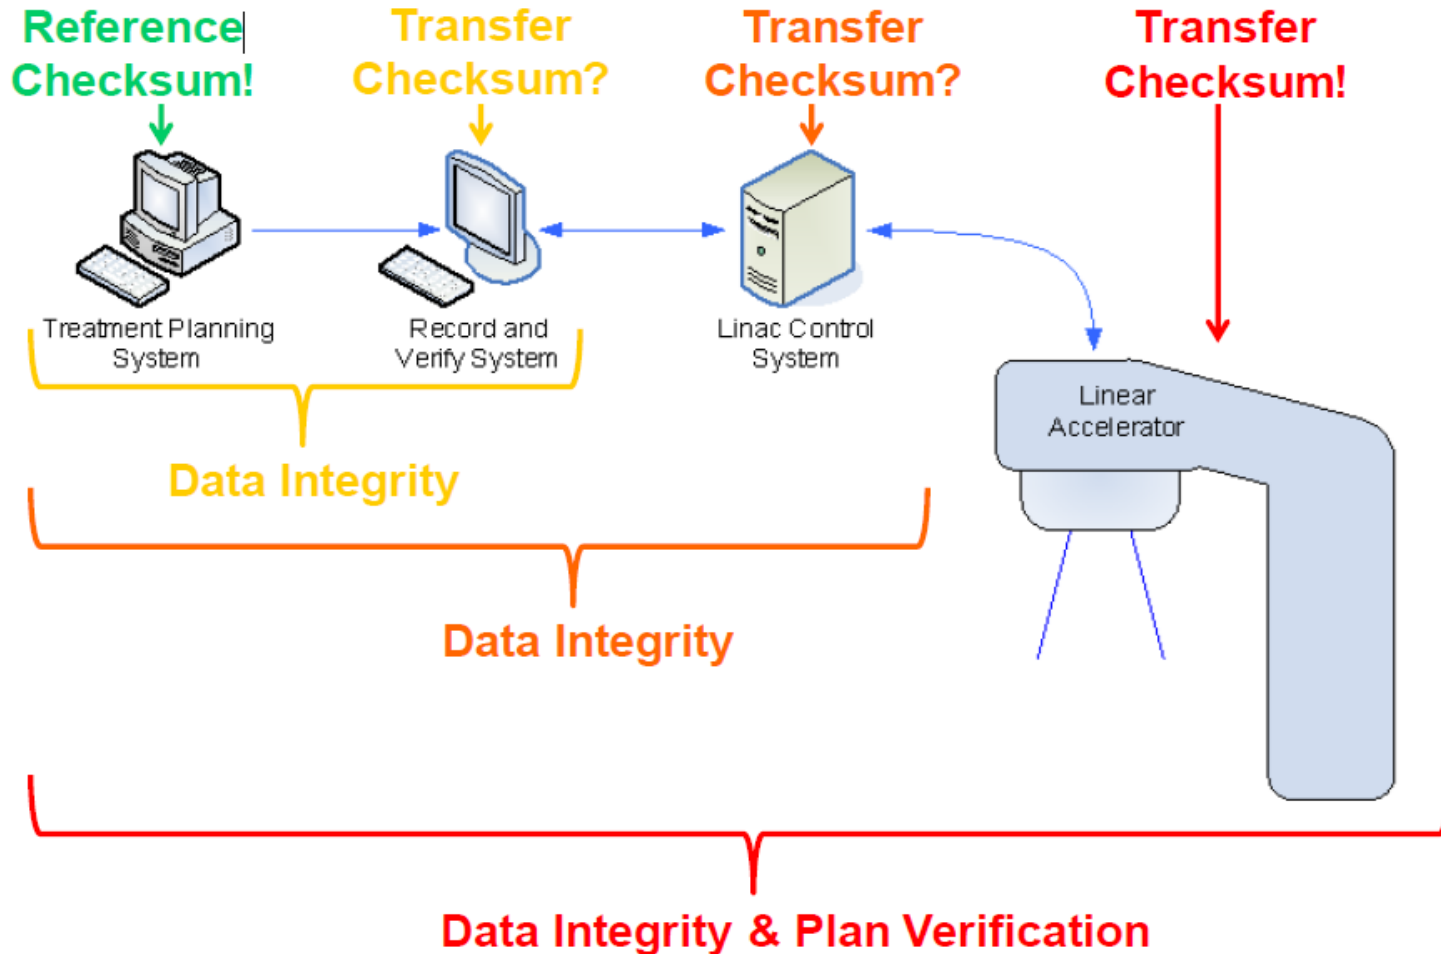 Reference
Checksum!
Transfer
Checksum?
Transfer
Checksum?
Transfer
Checksum!
Treatment Planning
System
Record and
Verify System
Linac Control
System
Linear
Accelerator
Data Integrity
Data Integrity
Data Integrity & Plan Verification